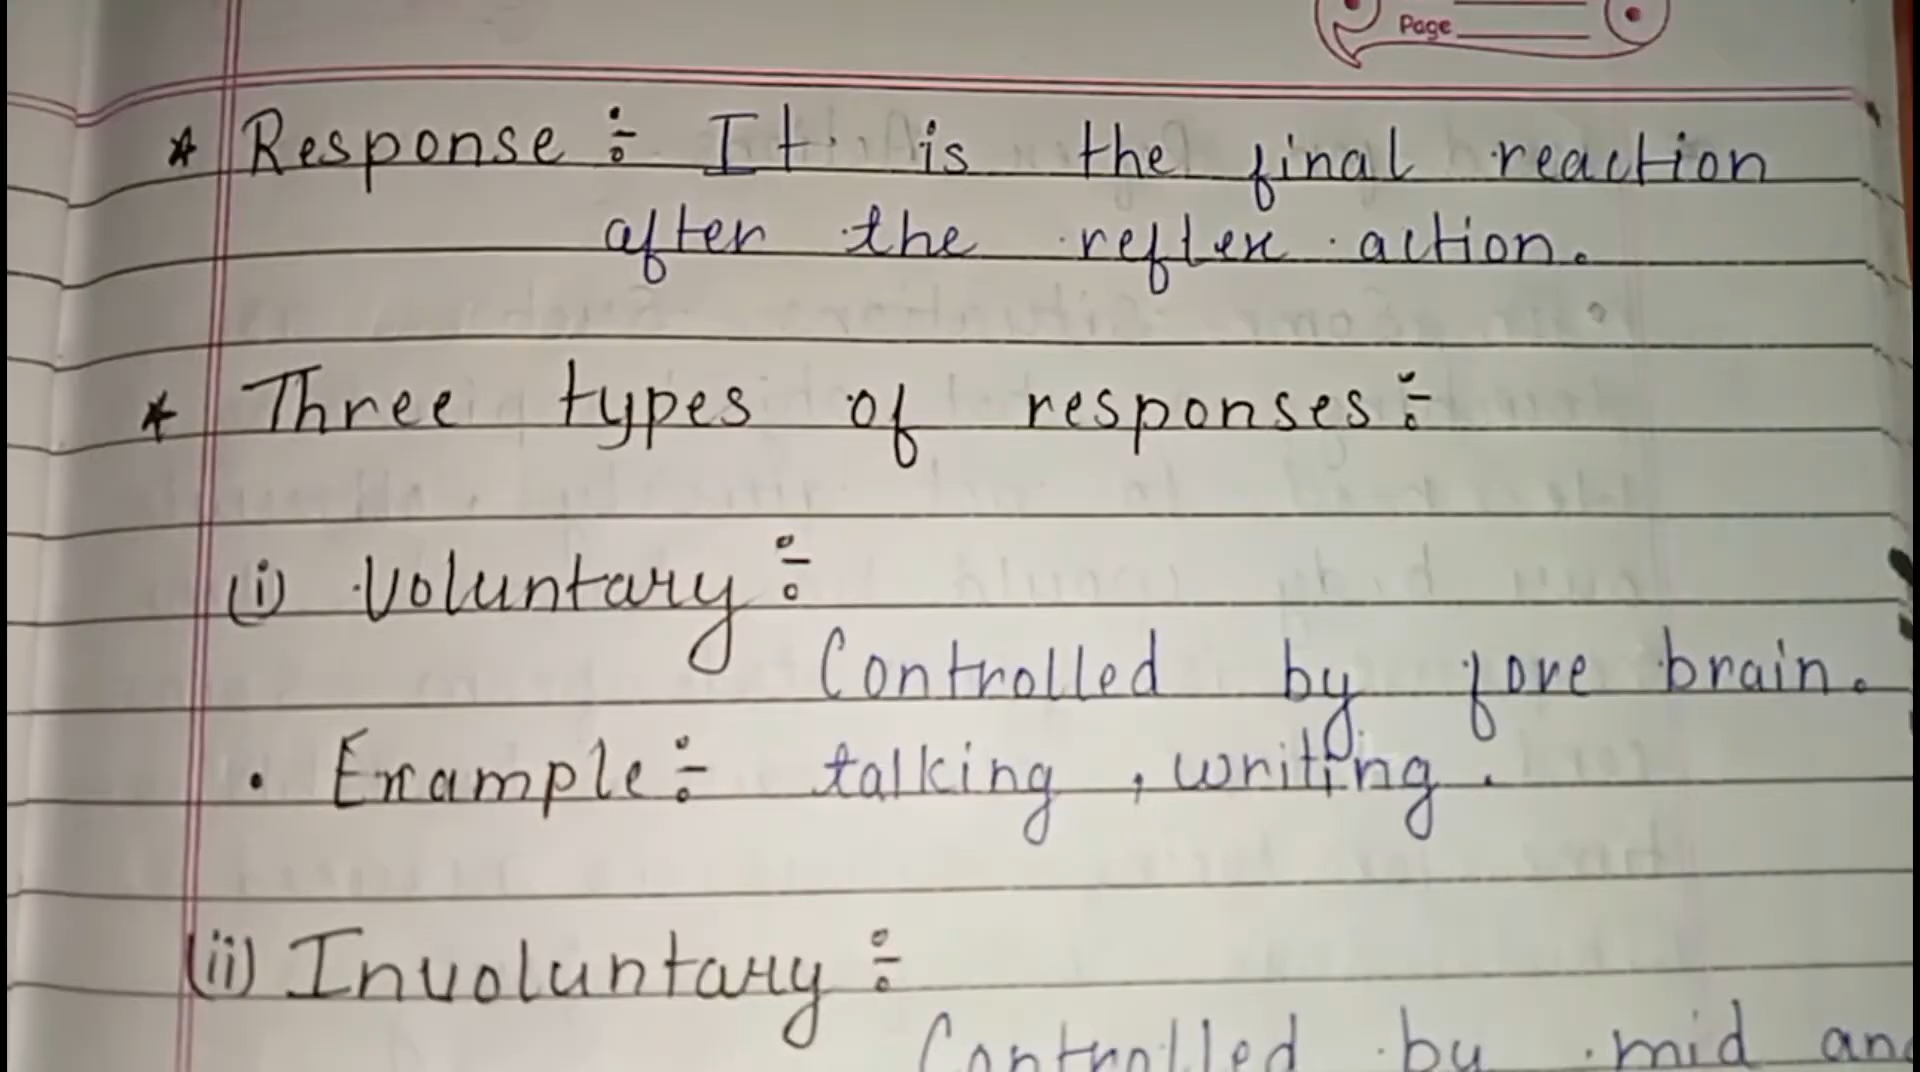 Page
* Response ÷ It is the final reaction
after the reflex action.
* Three types of responses ÷
(i) Voluntary ÷
Controlled by fore brain.
• Example ÷ talking, writing.
(ii) Involuntary ÷
Controlled by mid and